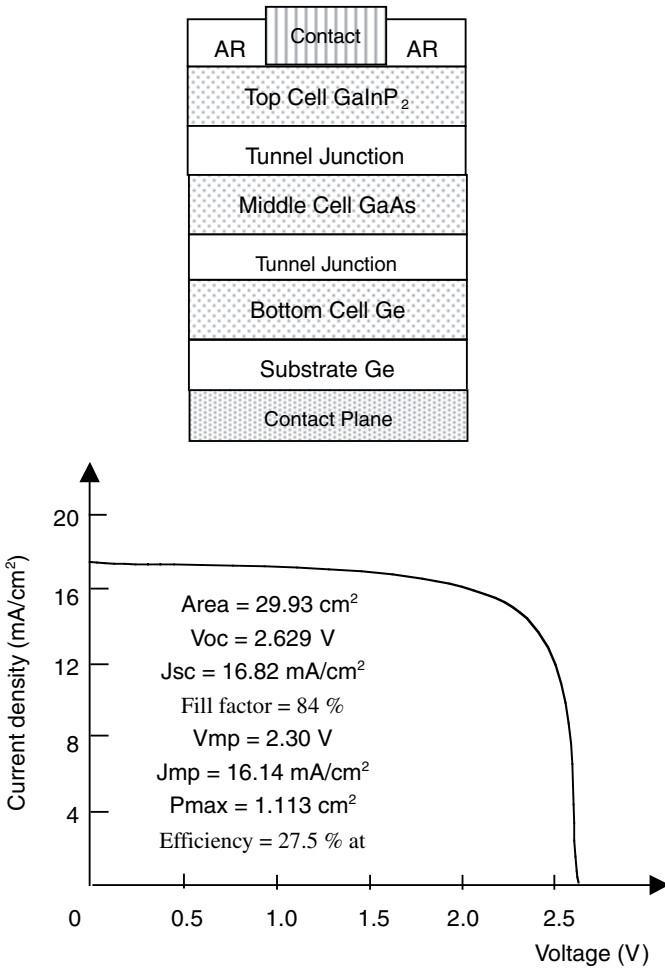 AR
Contact
AR
Top Cell GaInP₂
Tunnel Junction
Middle Cell GaAs
Tunnel Junction
Bottom Cell Ge
Substrate Ge
Contact Plane
Current density (mA/cm²)
20
16
12
8
4
Area = 29.93 cm²
Voc = 2.629 V
Jsc = 16.82 mA/cm²
Fill factor = 84 %
Vmp = 2.30 V
Jmp = 16.14 mA/cm²
Pmax = 1.113 cm²
Efficiency = 27.5 % at
0 0.5 1.0 1.5 2.0 2.5
Voltage (V)